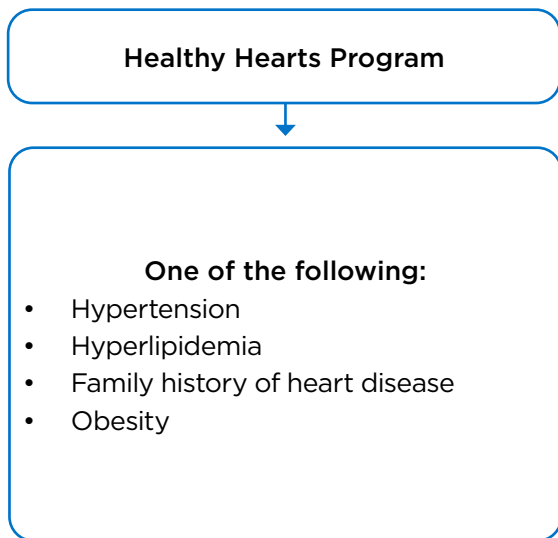 Healthy Hearts Program
One of the following:
• Hypertension
• Hyperlipidemia
• Family history of heart disease
• Obesity